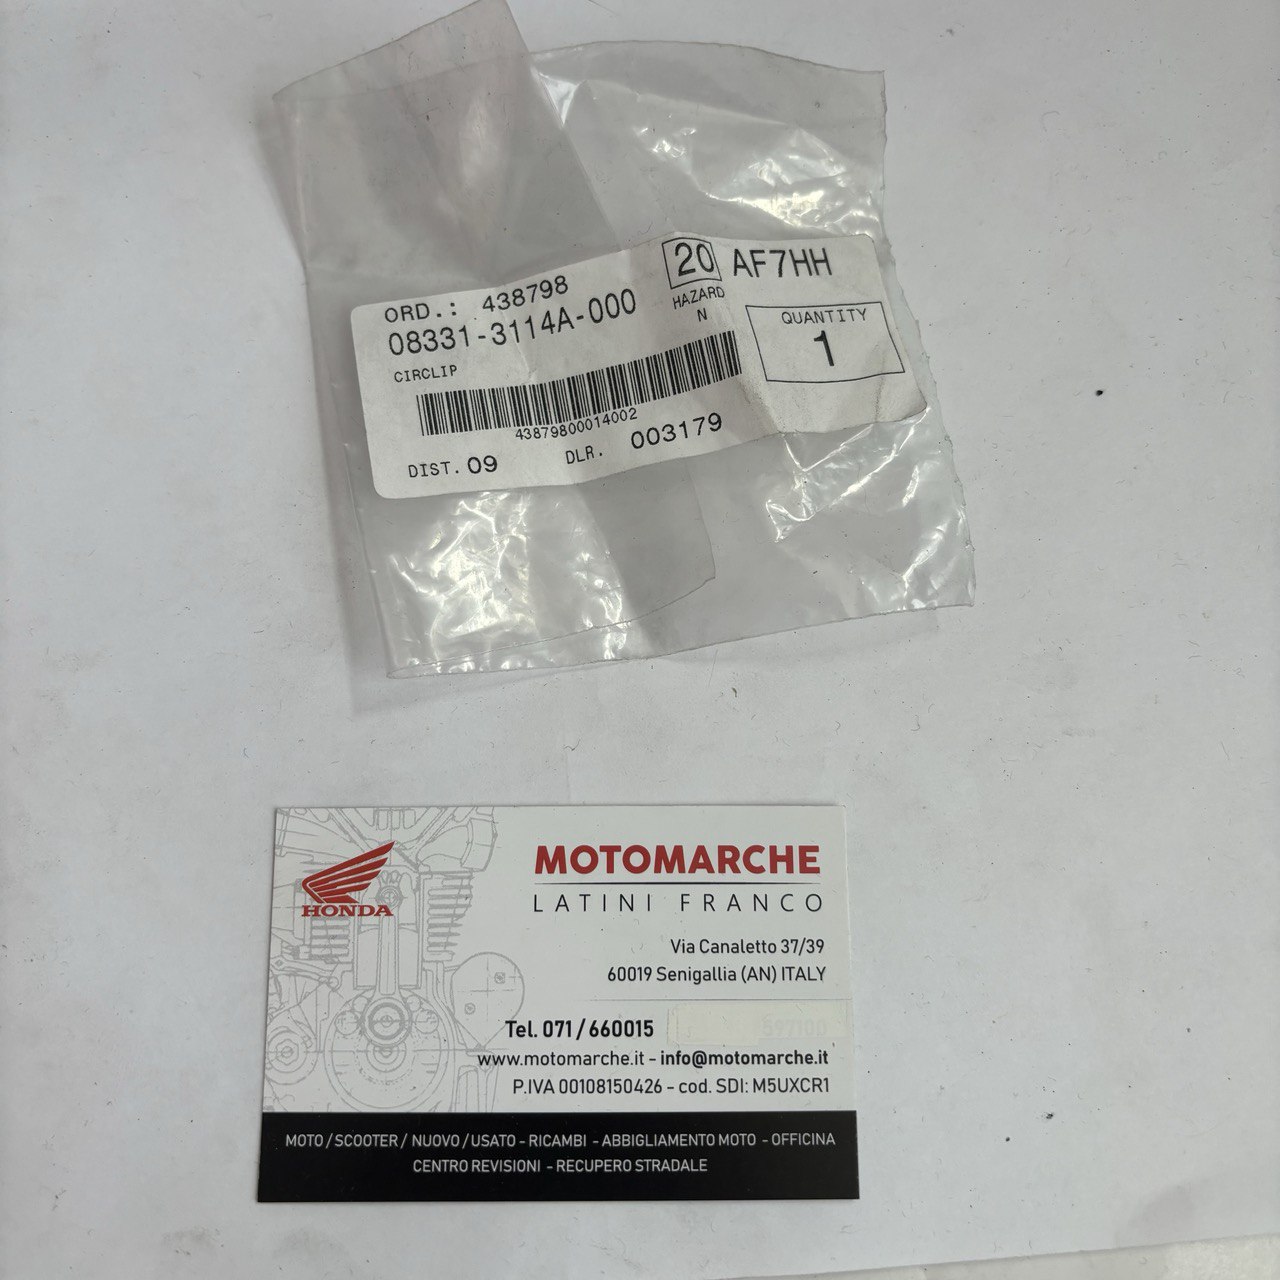 20 AF7HH
HAZARD
N
ORD.: 438798
08331-3114A-000
CIRCLIP
QUANTITY
1
43879800014002
DIST. 09
DLR. 003179
HONDA
MOTOMARCHE
LATINI FRANCO
Via Canaletto 37/39
60019 Senigallia (AN) ITALY
Tel. 071/660015
www.motomarche.it - info@motomarche.it
P.IVA 00108150426 - cod. SDI: M5UXCR1
MOTO / SCOOTER / NUOVO / USATO - RICAMBI - ABBIGLIAMENTO MOTO - OFFICINA
CENTRO REVISIONI - RECUPERO STRADALE